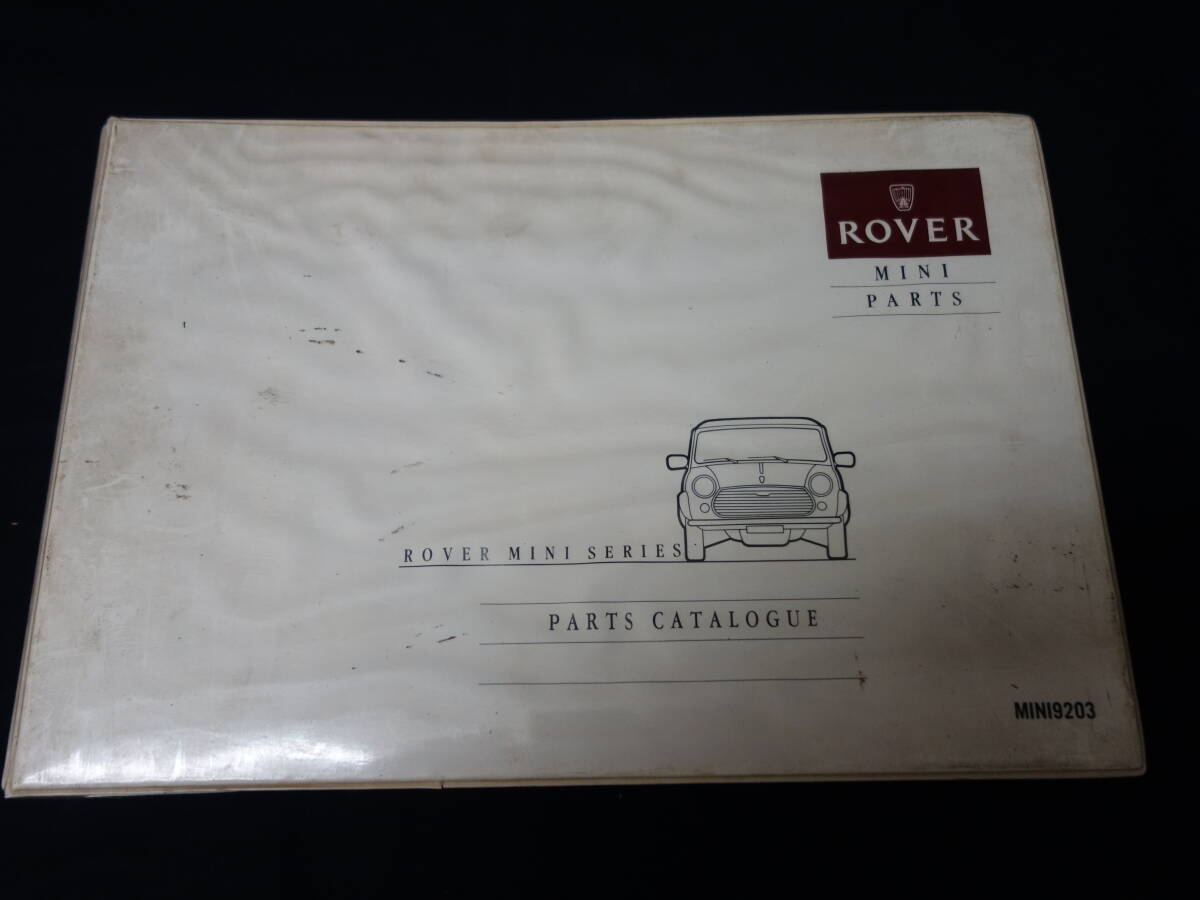 ROVER
MINI
PARTS
ROVER MINI SERIES
PARTS CATALOGUE
MINI9203